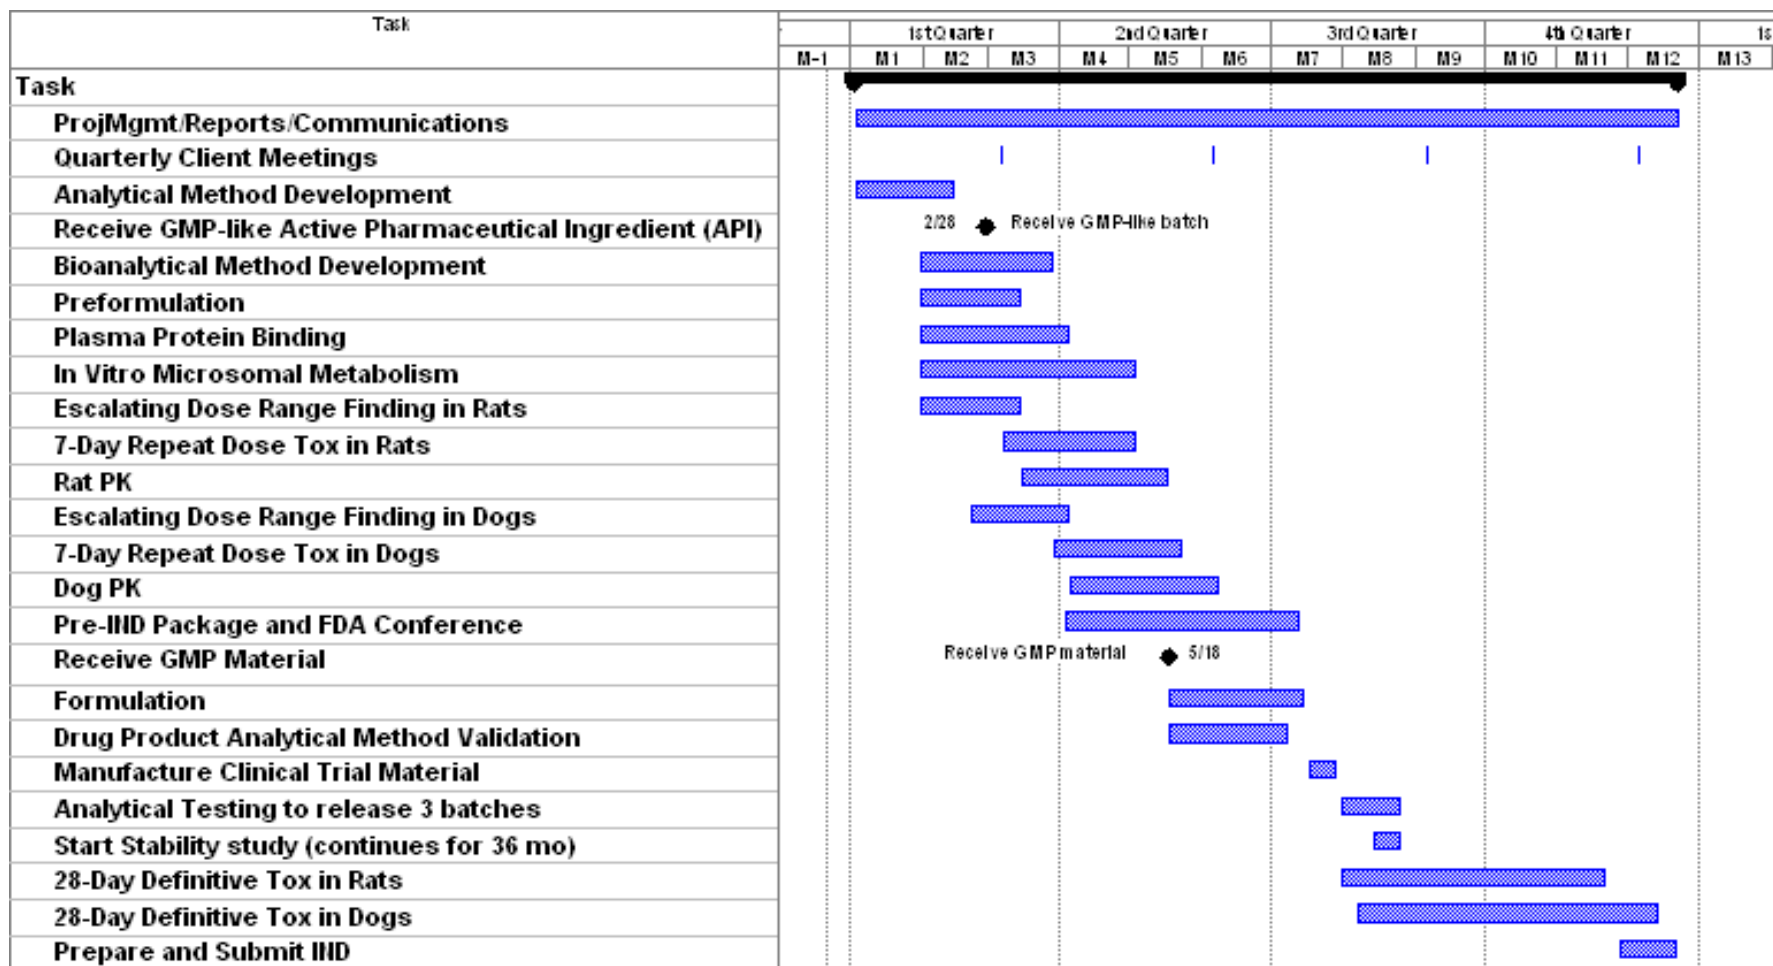 Task
1st Quarter 2nd Quarter 3rd Quarter 4th Quarter 1s
M-1 M1 M2 M3 M4 M5 M6 M7 M8 M9 M10 M11 M12 M13
Task
ProjMgmt/Reports/Communications
Quarterly Client Meetings
Analytical Method Development
Receive GMP-like Active Pharmaceutical Ingredient (API) 2/28 Receive GMP-like batch
Bioanalytical Method Development
Preformulation
Plasma Protein Binding
In Vitro Microsomal Metabolism
Escalating Dose Range Finding in Rats
7-Day Repeat Dose Tox in Rats
Rat PK
Escalating Dose Range Finding in Dogs
7-Day Repeat Dose Tox in Dogs
Dog PK
Pre-IND Package and FDA Conference
Receive GMP Material Receive GMP material 5/18
Formulation
Drug Product Analytical Method Validation
Manufacture Clinical Trial Material
Analytical Testing to release 3 batches
Start Stability study (continues for 36 mo)
28-Day Definitive Tox in Rats
28-Day Definitive Tox in Dogs
Prepare and Submit IND